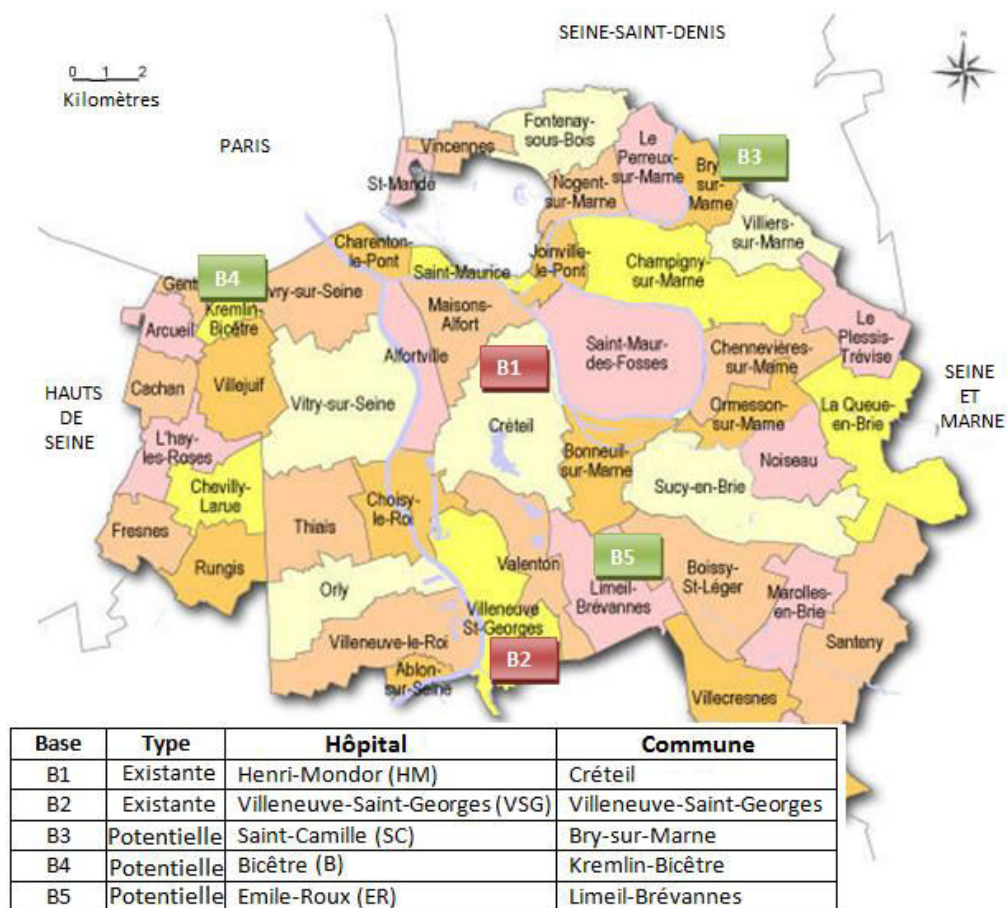 SEINE-SAINT-DENIS
0 1 2
Kilomètres
PARIS
Fontenay-
sous-Bois
Vincennes
Le
Perreux-
sur-Marne
B3
Bry
sur-
Marne
St-Mandé
Nogent-
sur-Marne
Villiers-
sur-Marne
Charenton-
le-Pont
Joinville-
le-Pont
Saint-Maurice
Champigny-
sur-Marne
B4
Gent
vry-sur-Seine
Kremlin-
Bicêtre
Maisons-
Alfort
Le
Plessis-
Trévise
Arcueil
Saint-Maur-
des-Fosses
Chennevières-
sur-Marne
B1
Alfortville
HAUTS
DE
SEINE
Cachan
Villejuif
Vitry-sur-Seine
SEINE
ET
MARNE
Ormesson-
sur-Marne
La Queue-
en-Brie
Créteil
L'hay-
les-Roses
Bonneuil-
sur-Marne
Noiseau
Sucy-en-Brie
Chevilly-
Larue
Choisy-
le-Roi
Thiais
Fresnes
B5
Rungis
Valenton
Boissy-
St-Léger
Limeil-
Brévannes
Marolles-
en-Brie
Orly
Villeneuve
St-Georges
Villeneuve-le-Roi
Santeny
B2
Ablon-
sur-Seine
Villecresnes
Base Type Hôpital Commune
B1 Existante Henri-Mondor (HM) Créteil
B2 Existante Villeneuve-Saint-Georges (VSG) Villeneuve-Saint-Georges
B3 Potentielle Saint-Camille (SC) Bry-sur-Marne
B4 Potentielle Bicêtre (B) Kremlin-Bicêtre
B5 Potentielle Emile-Roux (ER) Limeil-Brévannes